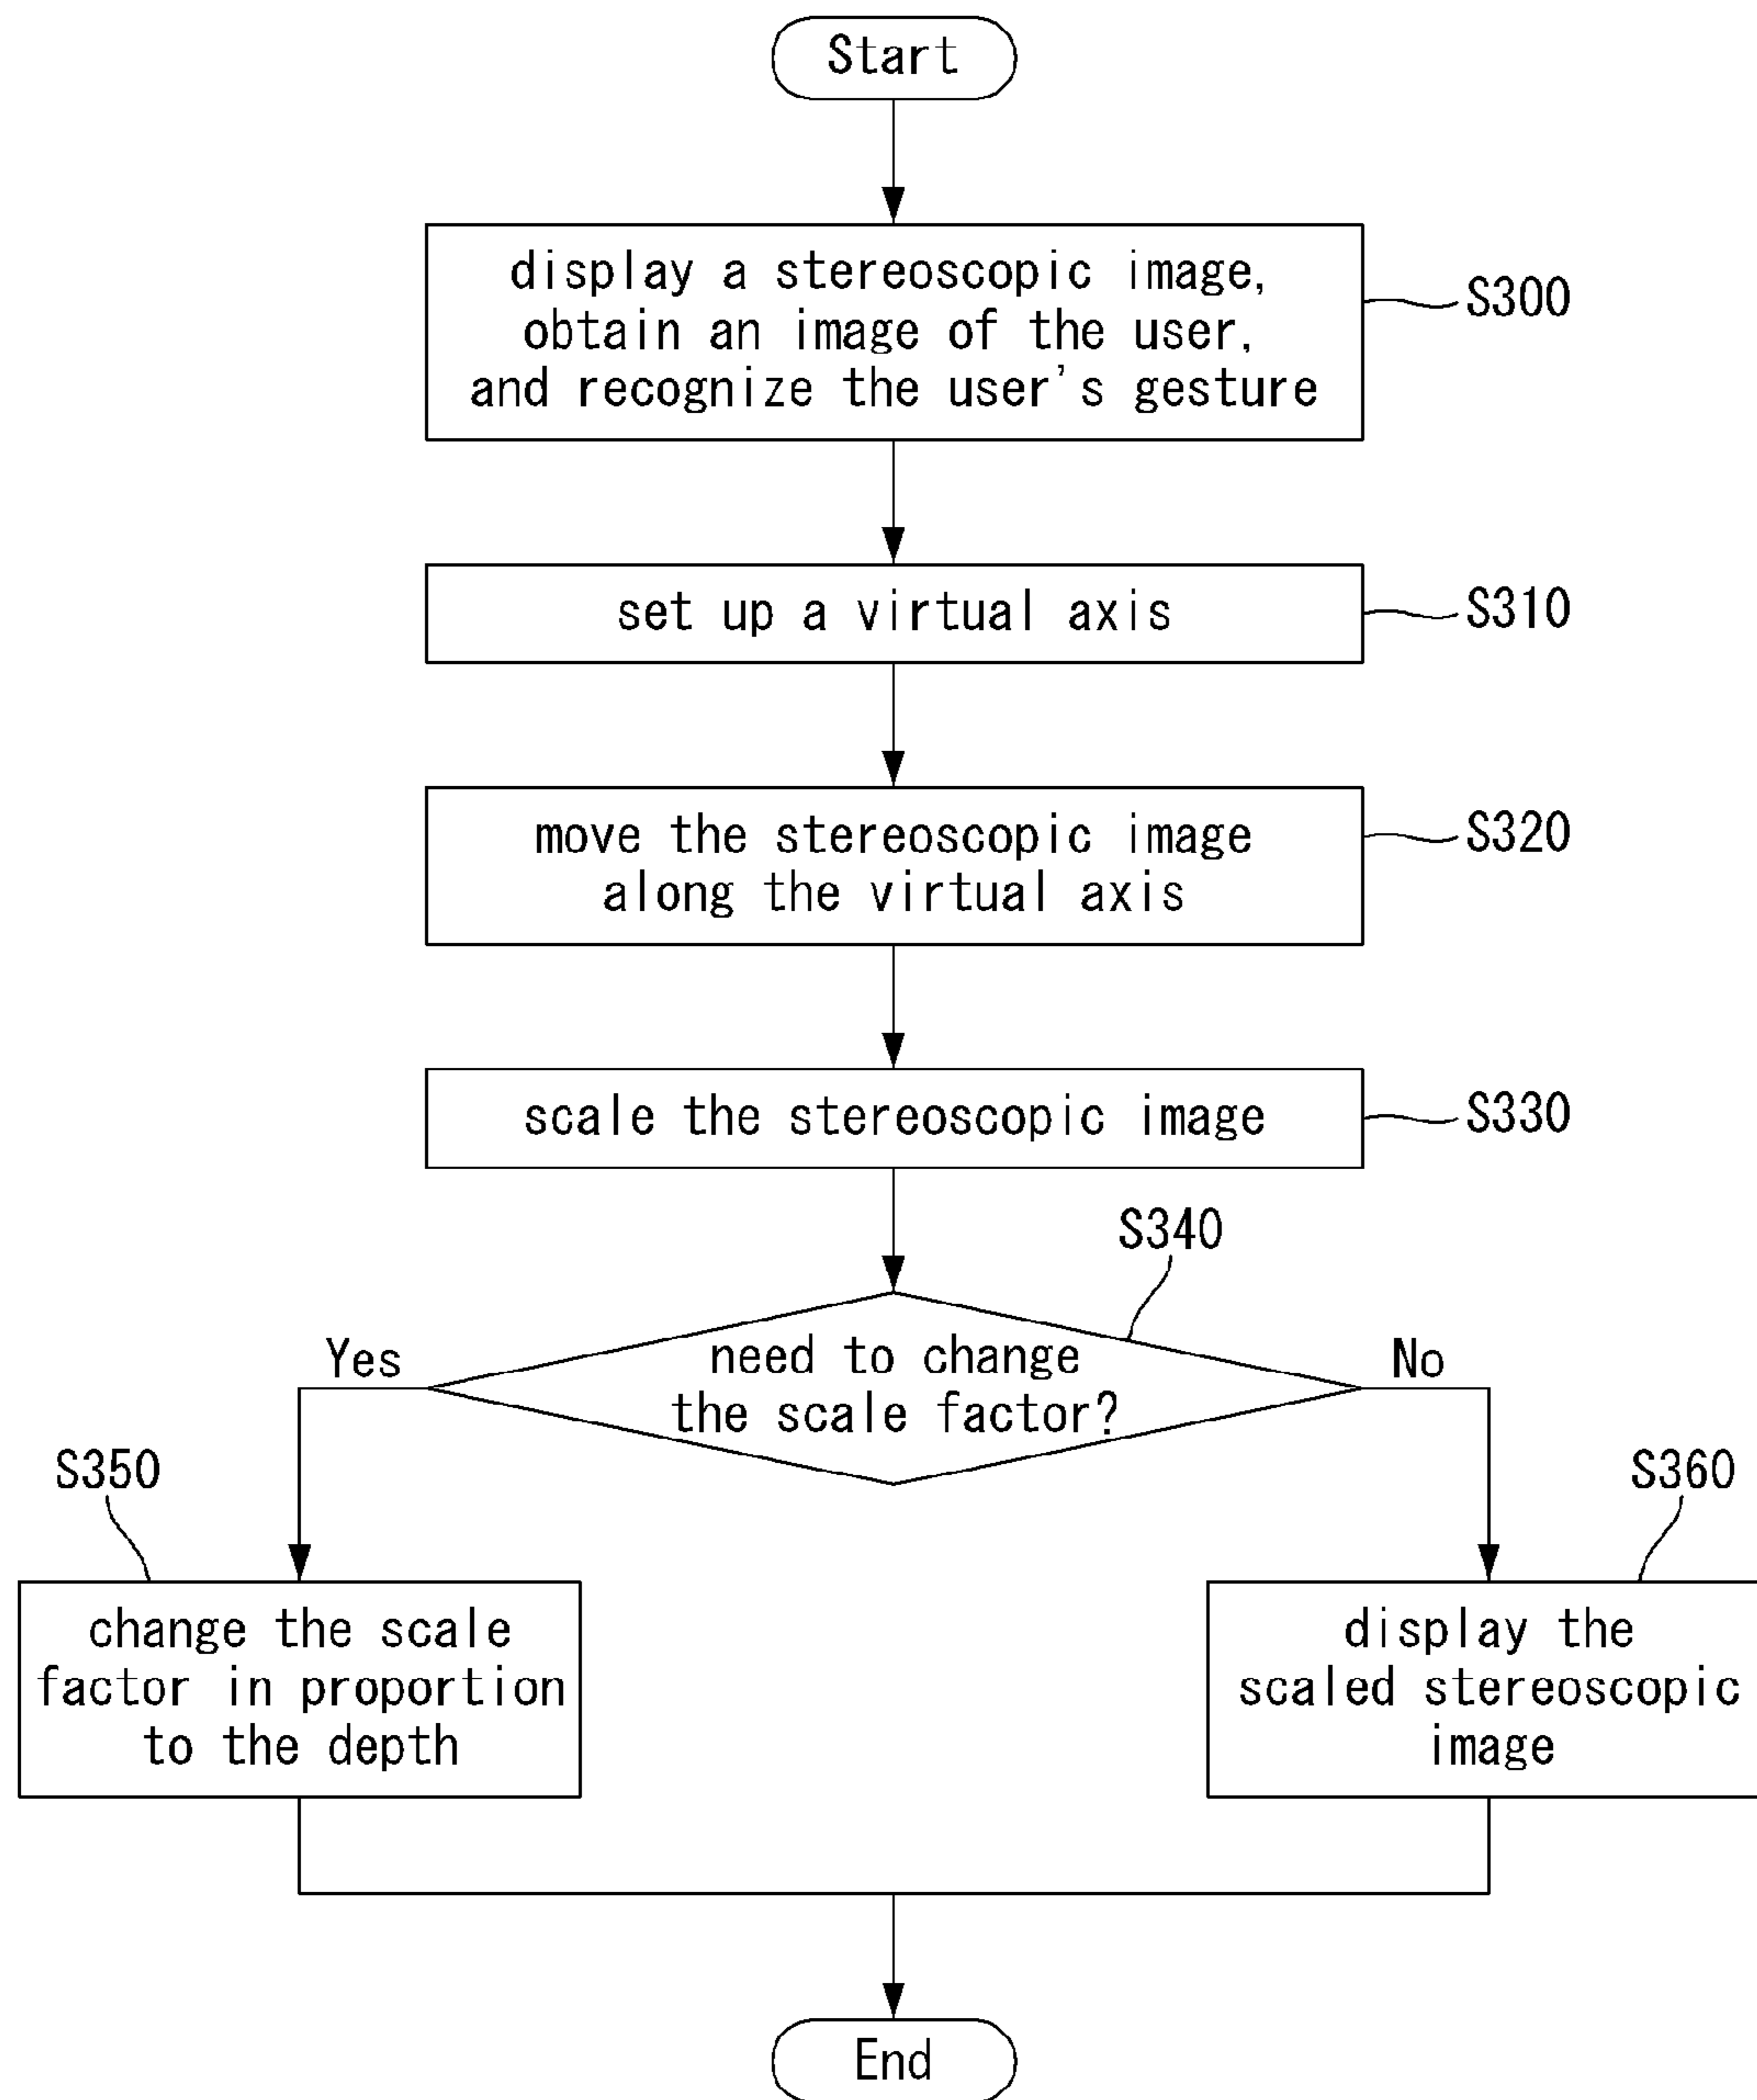 Start
display a stereoscopic image,
obtain an image of the user,
and recognize the user's gesture
S300
set up a virtual axis
S310
move the stereoscopic image
along the virtual axis
S320
scale the stereoscopic image
S330
S340
need to change
the scale factor?
Yes
No
S350
change the scale
factor in proportion
to the depth
S360
display the
scaled stereoscopic
image
End